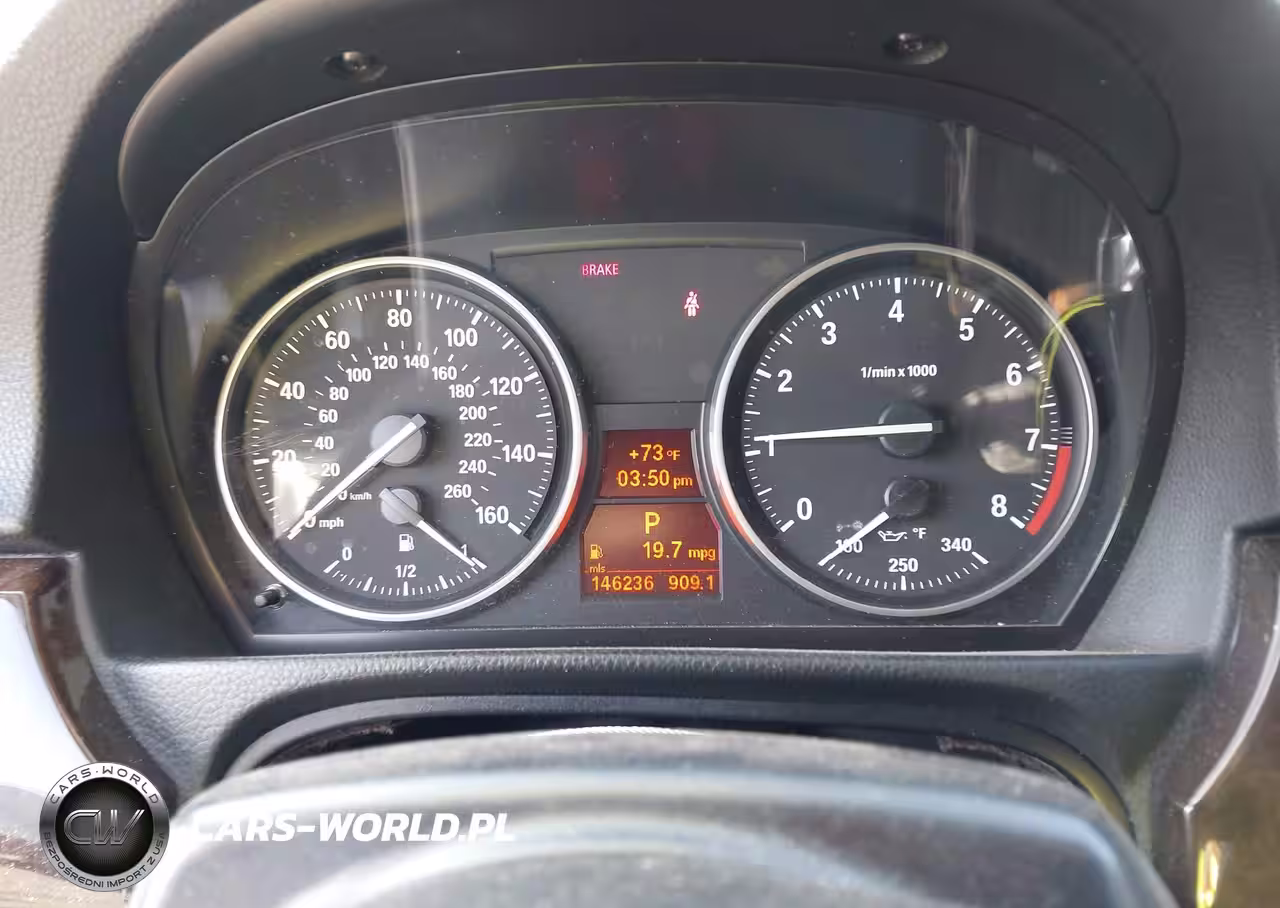 BRAKE
80
60
100
40
120
20
140
160
mph
0
120 140
100
160
80
180
60
200
40
220
20
240
0 km/h
260
0
1/2
1
+73 °F
03:50 pm
P
19.7 mpg
mls
146236 909.1
4
3
5
1/min x 1000
2
6
1
7
0
8
°F
340
250
CARS-WORLD
CW
BEZPOŚREDNI IMPORT Z USA
CARS-WORLD.PL